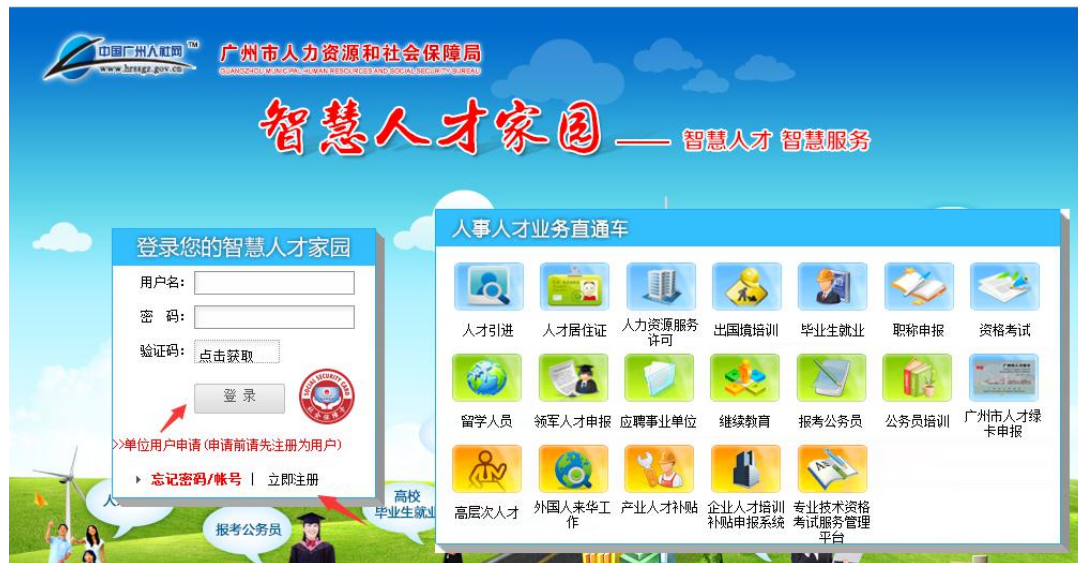 中国广州人社网 TM
www.hrssgz.gov.cn
广州市人力资源和社会保障局
GUANGZHOU MUNICIPAL HUMAN RESOURCES AND SOCIAL SECURITY BUREAU
智慧人才家园 —— 智慧人才 智慧服务
登录您的智慧人才家园
用户名:
密 码:
验证码: 点击获取
登 录
SOCIAL SECURITY CARD
社会保障卡
>>单位用户申请(申请前请先注册为用户)
忘记密码/帐号 | 立即注册
人事人才业务直通车
人才引进
人才居住证
人力资源服务
许可
出国境培训
毕业生就业
职称申报
资格考试
留学人员
领军人才申报
应聘事业单位
继续教育
报考公务员
公务员培训
广州市人才绿
卡申报
高层次人才
外国人来华工
作
产业人才补贴
企业人才培训
补贴申报系统
专业技术资格
考试服务管理
平台
人
报考公务员
高校
毕业生就业